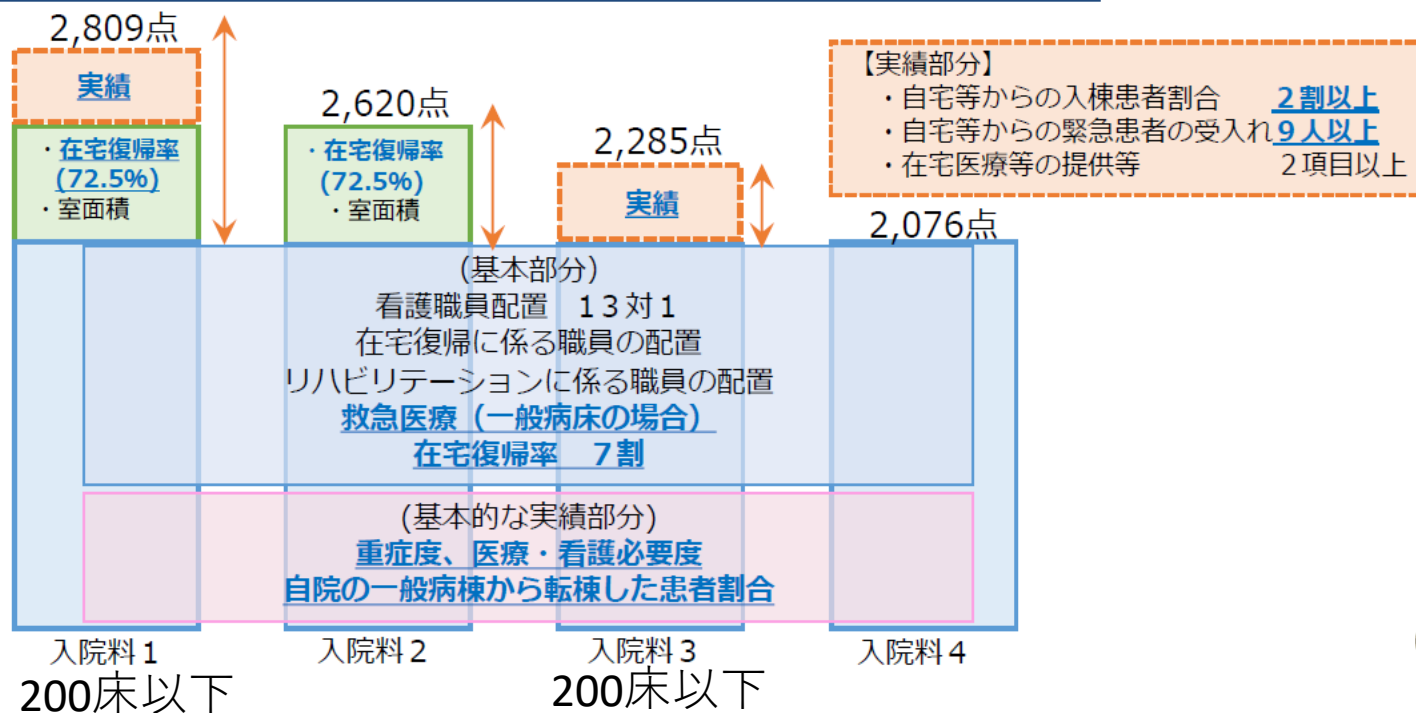 2,809点
実績
・在宅復帰率
(72.5%)
・室面積
2,620点
・在宅復帰率
(72.5%)
・室面積
2,285点
実績
2,076点
【実績部分】
・自宅等からの入棟患者割合 2割以上
・自宅等からの緊急患者の受入れ 9人以上
・在宅医療等の提供等 2項目以上
(基本部分)
看護職員配置 13対1
在宅復帰に係る職員の配置
リハビリテーションに係る職員の配置
救急医療（一般病床の場合）
在宅復帰率 7割
(基本的な実績部分)
重症度、医療・看護必要度
自院の一般病棟から転棟した患者割合
入院料1
200床以下
入院料2
入院料3
200床以下
入院料4